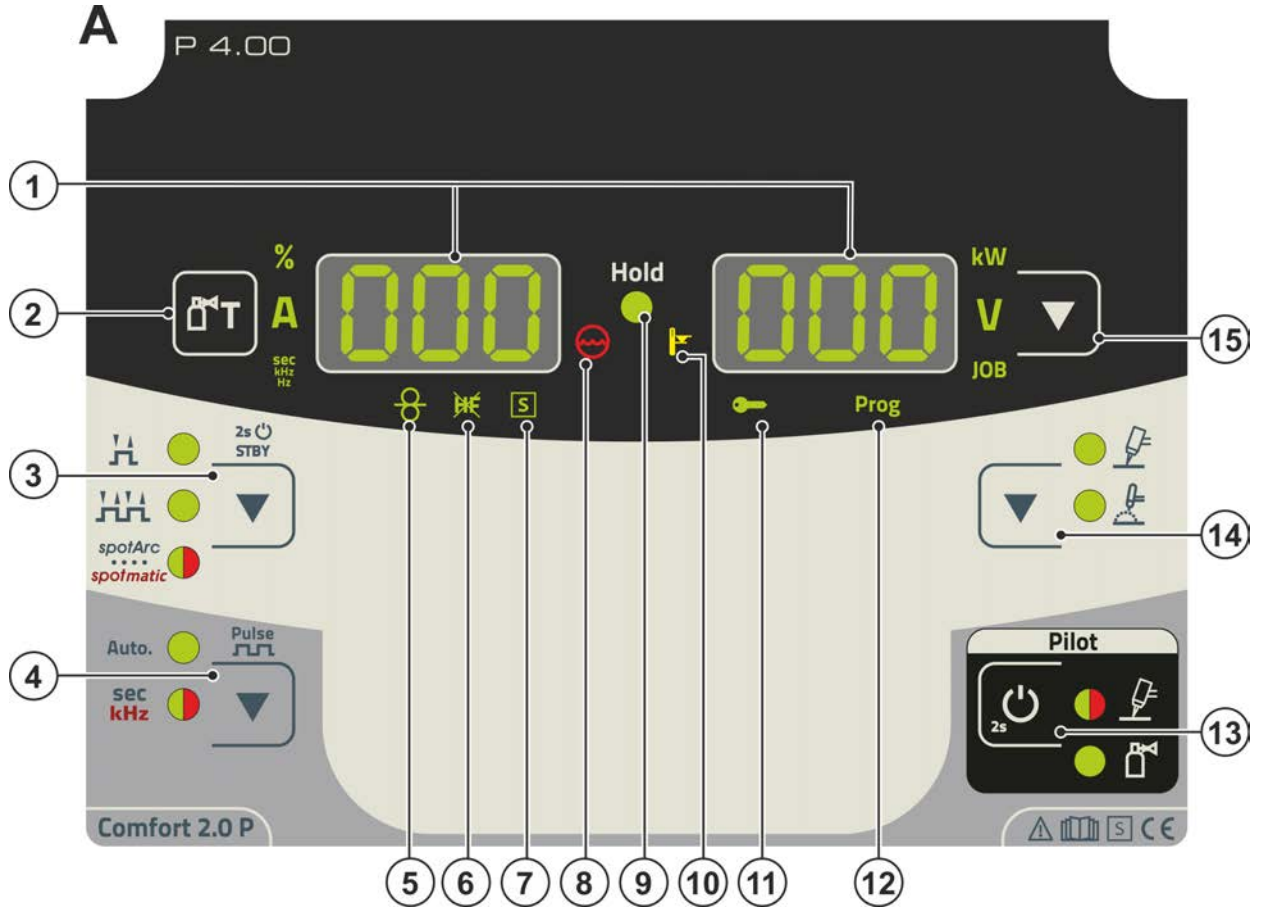 A
P 4.00
1
2
T
%
A
sec
kHz
Hz
000
Hold
000
kW
V
JOB
15
HF
S
Prog
3
2s
STBY
spotArc
spotmatic
14
4
Auto.
Pulse
sec
kHz
Pilot
2s
13
Comfort 2.0 P
S CE
5
6
7
8
9
10
11
12